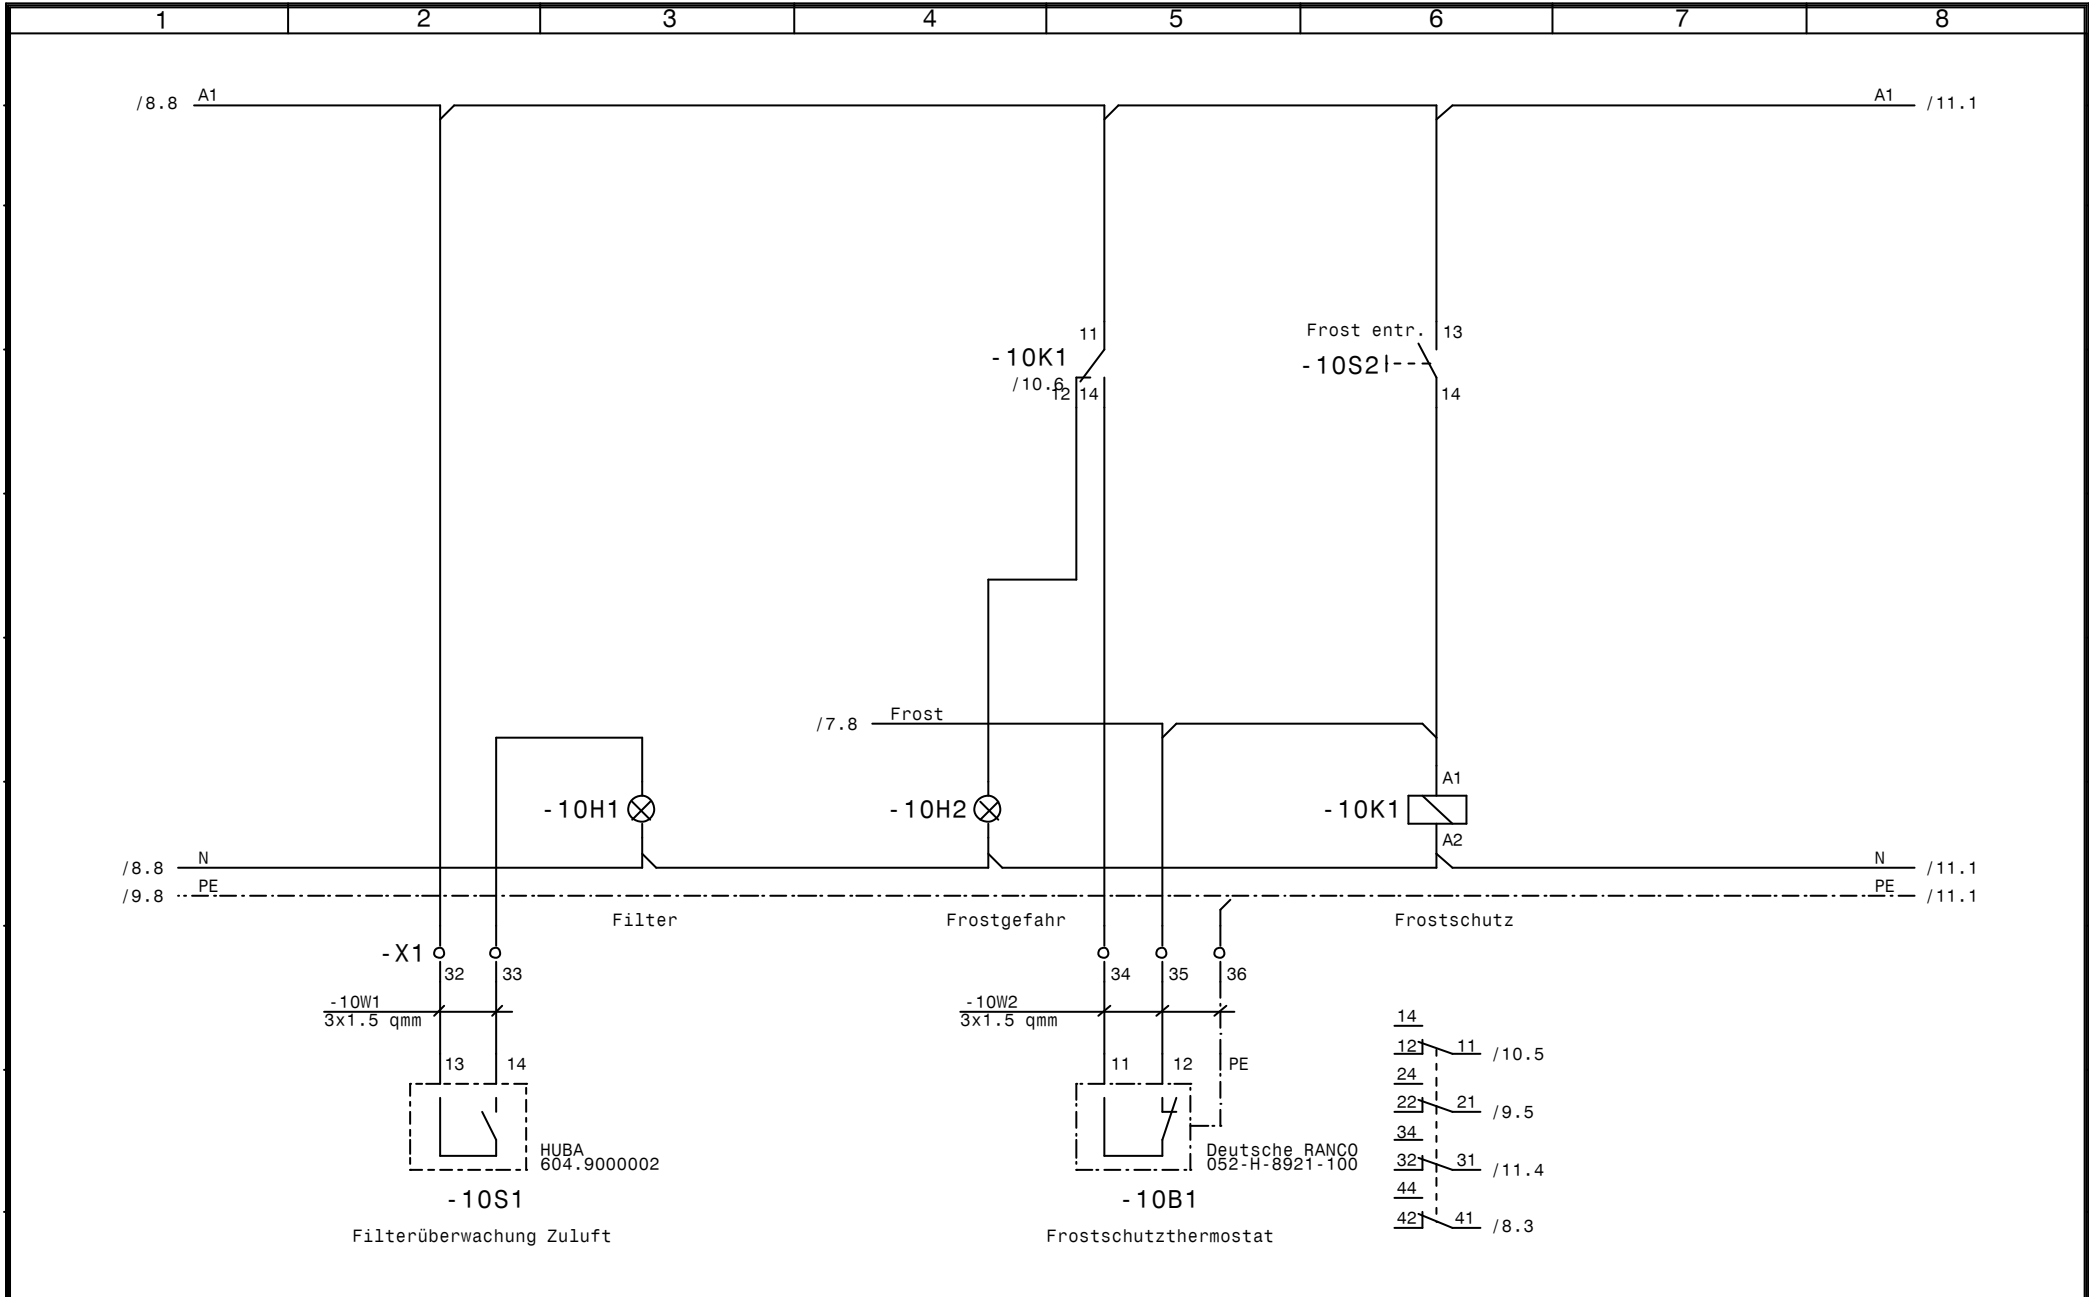 1 2 3 4 5 6 7 8
/8.8 A1 A1 /11.1
Frost entr. 13
11
-10K1
-10S2
/10.6
12 14
14
/7.8 Frost
A1
-10H1 -10H2 -10K1
A2
/8.8 N N /11.1
/9.8 PE PE /11.1
Filter Frostgefahr Frostschutz
-X1
32 33 34 35 36
-10W1 -10W2
3x1.5 qmm 3x1.5 qmm
14
12 11 /10.5
13 14 11 12 PE
24
22 21 /9.5
34
HUBA Deutsche RANCO
604.9000002 052-H-8921-100
32 31 /11.4
44
-10S1 -10B1
42 41 /8.3
Filterüberwachung Zuluft Frostschutzthermostat